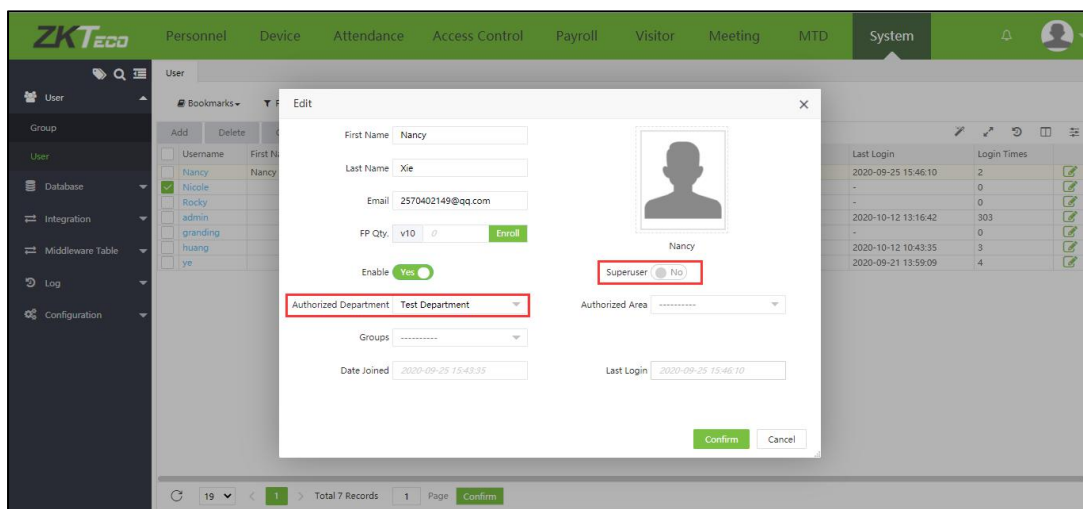 ZKTeco Personnel Device Attendance Access Control Payroll Visitor Meeting MTD System
User
User
Bookmarks
Edit
Group
Add Delete
First Name Nancy
User
Username First Na
Last Login Login Times
Last Name Xie
Nancy Nancy
2020-09-25 15:46:10 2
Database
Nicole
- 0
Rocky
- 0
Email 2570402149@qq.com
Integration
admin
2020-10-12 13:16:42 303
granding
- 0
FP Qty. v10 0 Enroll
Middleware Table
huang
Nancy
2020-10-12 10:43:35 3
ye
2020-09-21 13:59:09 4
Enable Yes
Superuser No
Log
Authorized Department Test Department
Authorized Area ----------
Configuration
Groups ----------
Date Joined 2020-09-25 15:43:35
Last Login 2020-09-25 15:46:10
Confirm Cancel
19 1 Total 7 Records 1 Page Confirm